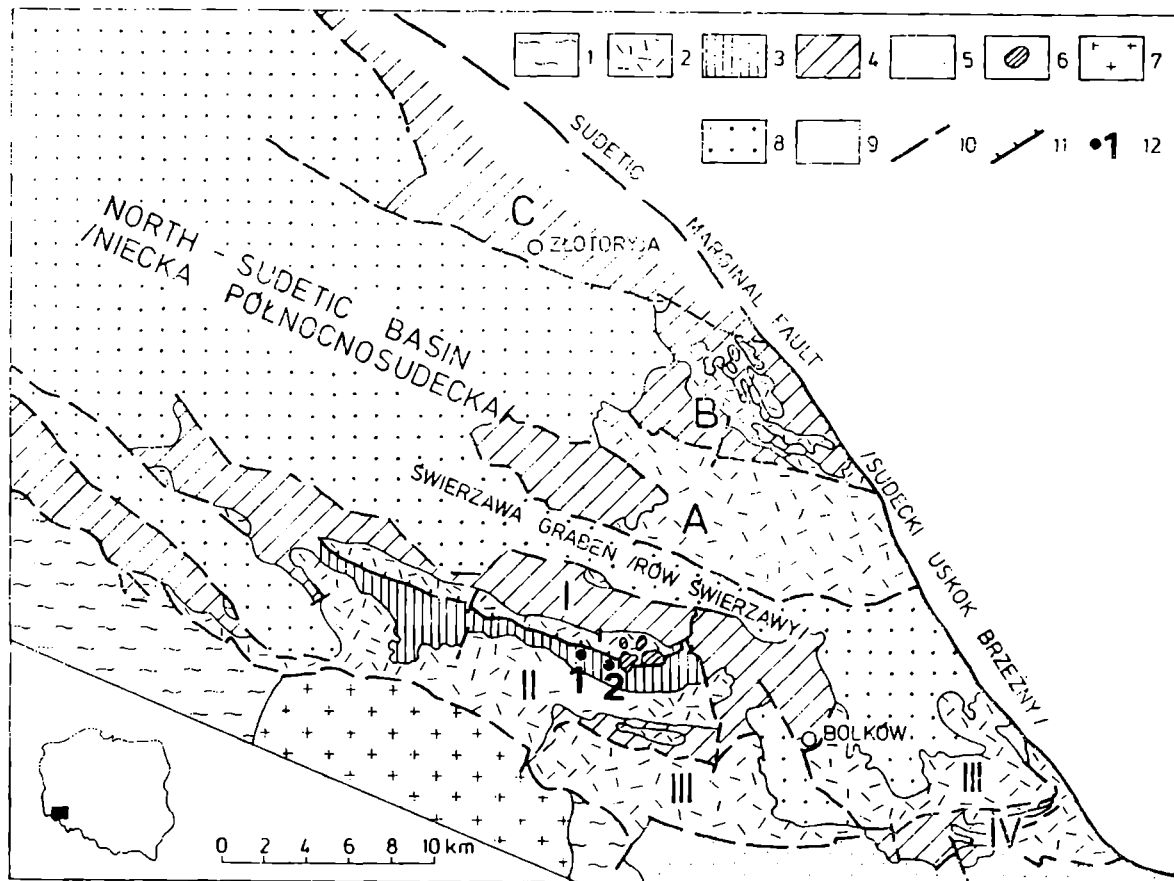 1 2 3 4 5 6 7
8 9 10 11 •1 12
SUDETIC
MARGINAL FAULT
/SUDECKI USKOK BRZEŻNY/
C
ZŁOTORYJA
NORTH - SUDETIC BASIN
/NIECKA PÓŁNOCNOSUDECKA/
B
A
ŚWIERZAWA GRABEN /RÓW ŚWIERZAWY/
I
1
2
II
BOLKÓW
III
III
IV
0 2 4 6 8 10 km